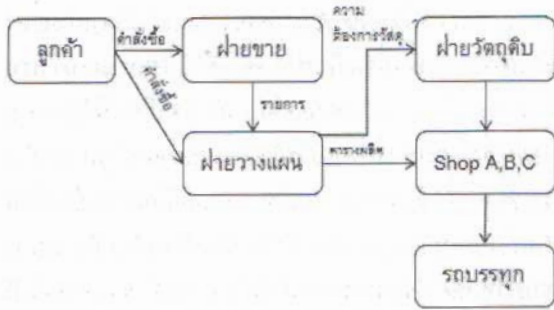 ความ
ต้องการวัสดุ
ลูกค้า
คำสั่งซื้อ
ฝ่ายขาย
ฝ่ายวัตถุดิบ
คำสั่งซื้อ
รายการ
ฝ่ายวางแผน
ตารางผลิต
Shop A,B,C
รถบรรทุก